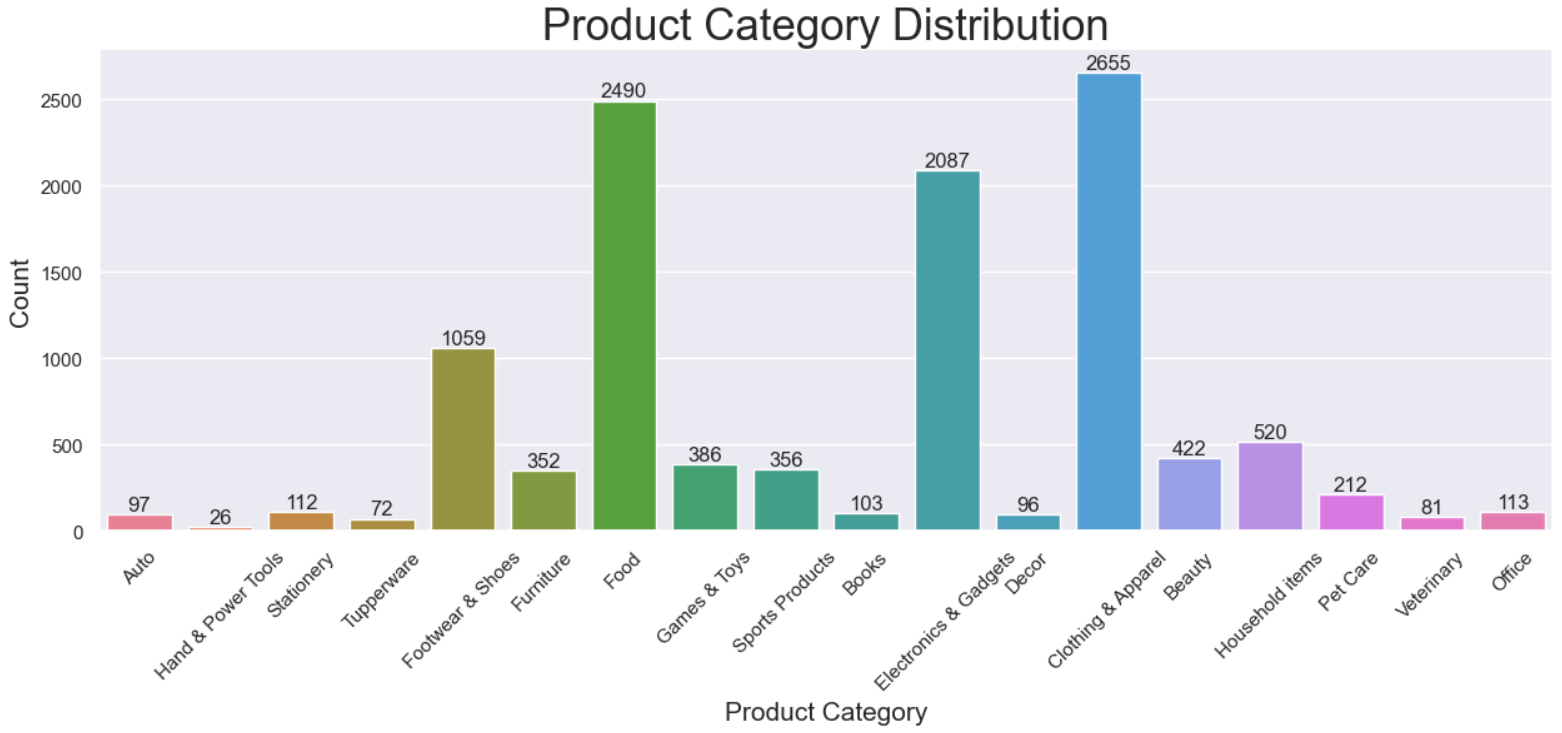 Product Category Distribution
2655
2490
2500
2087
2000
1500
Count
1059
1000
520
500
422
386
356
352
212
97
26
112
72
103
96
81
113
0
Auto
Hand & Power Tools
Stationery
Tupperware
Footwear & Shoes
Furniture
Food
Games & Toys
Sports Products
Books
Electronics & Gadgets
Decor
Clothing & Apparel
Beauty
Household items
Pet Care
Veterinary
Office
Product Category